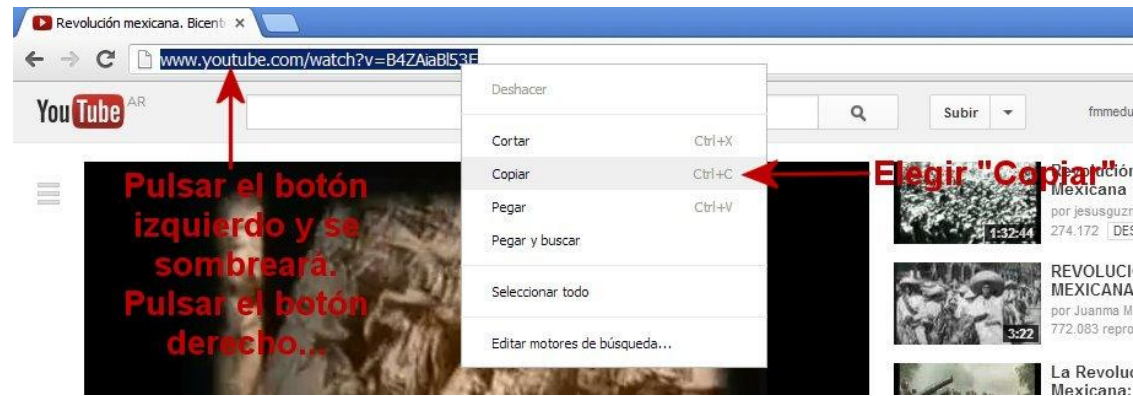 Revolución mexicana. Bicent
www.youtube.com/watch?v=B4ZAiaBl53E
You Tube AR
Subir
fmmedu
Deshacer
Cortar Ctrl+X
Copiar Ctrl+C
Pegar Ctrl+V
Pegar y buscar
Seleccionar todo
Editar motores de búsqueda...
Pulsar el botón
izquierdo y se
sombreará.
Pulsar el botón
derecho...
Elegir "Copiar"
Revolución
Mexicana
por jesusguzm
274.172 DES
1:32:44
REVOLUCIO
MEXICANA
por Juanma M
772.083 repro
3:22
La Revoluc
Mexicana: